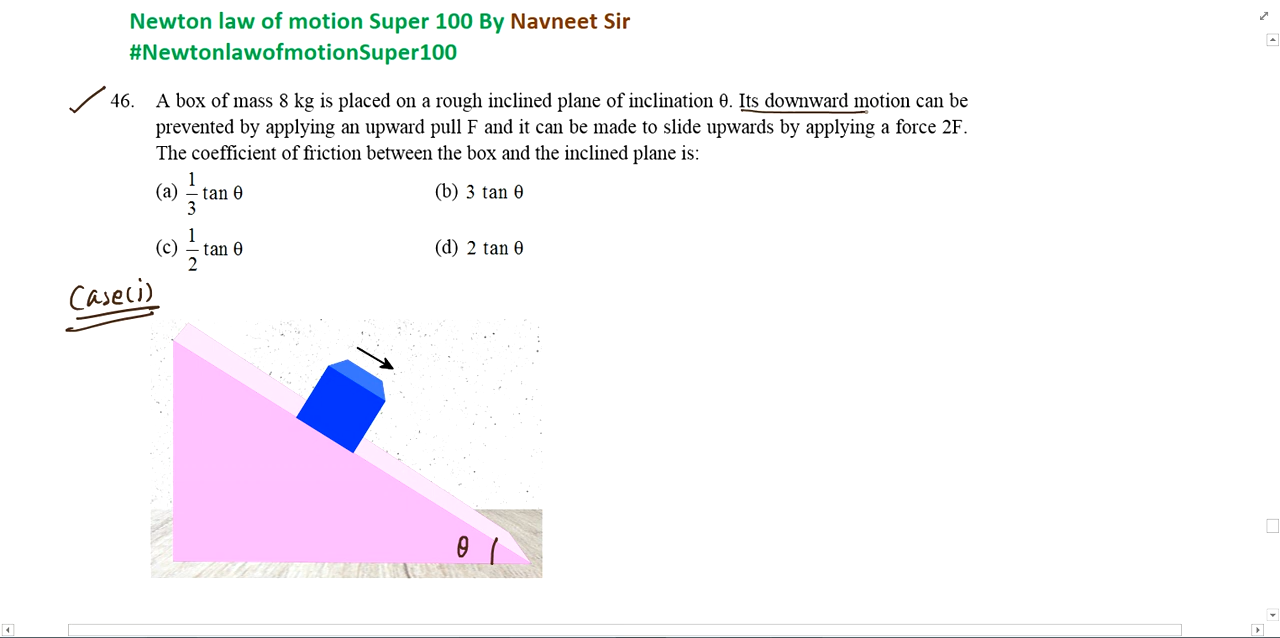 Newton law of motion Super 100 By Navneet Sir
#NewtonlawofmotionSuper100
46. A box of mass 8 kg is placed on a rough inclined plane of inclination θ. Its downward motion can be
prevented by applying an upward pull F and it can be made to slide upwards by applying a force 2F.
The coefficient of friction between the box and the inclined plane is:
(a) 1/3 tan θ (b) 3 tan θ
(c) 1/2 tan θ (d) 2 tan θ
Case(i)
θ